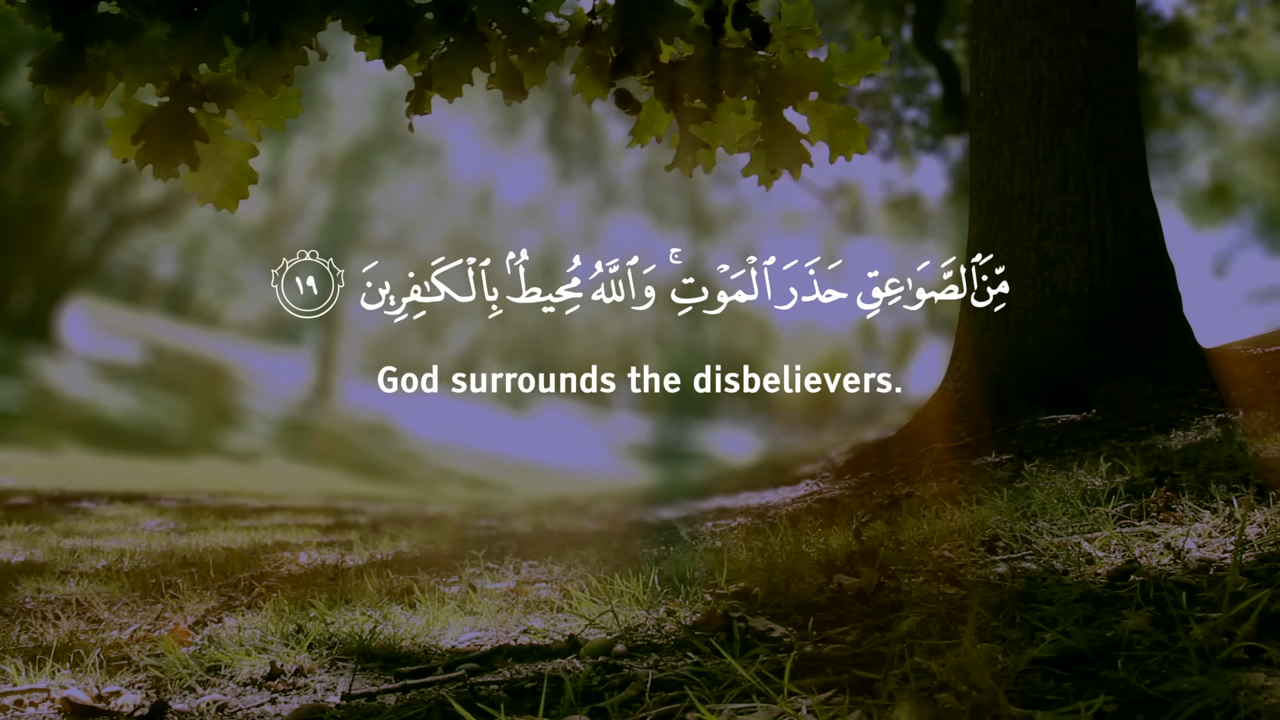 مِّنَ ٱلصَّوَٰعِقِ حَذَرَ ٱلْمَوْتِ ۚ وَٱللَّهُ مُحِيطٌۢ بِٱلْكَـٰفِرِينَ ١٩
God surrounds the disbelievers.